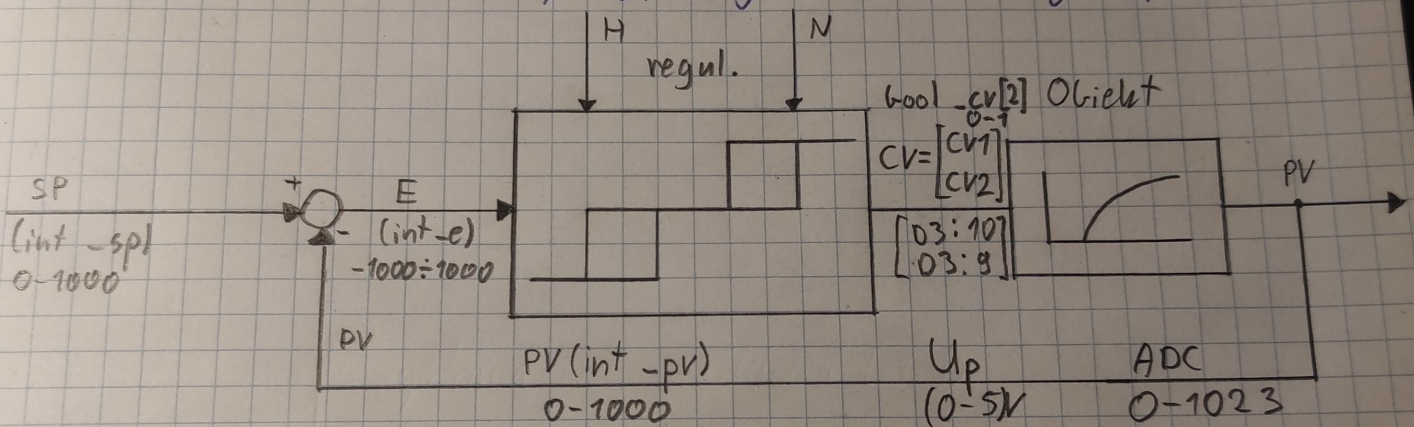 H
N
regul.
bool _cv[2] Obiekt
0-1
CV=[CV1
CV2]
SP
+
E
PV
(int _sp)
-
(int _e)
[D3:10]
0-1000
-1000÷1000
[D3:9]
PV
PV (int _pv)
Up
ADC
0-1000
(0-5)V
0-1023